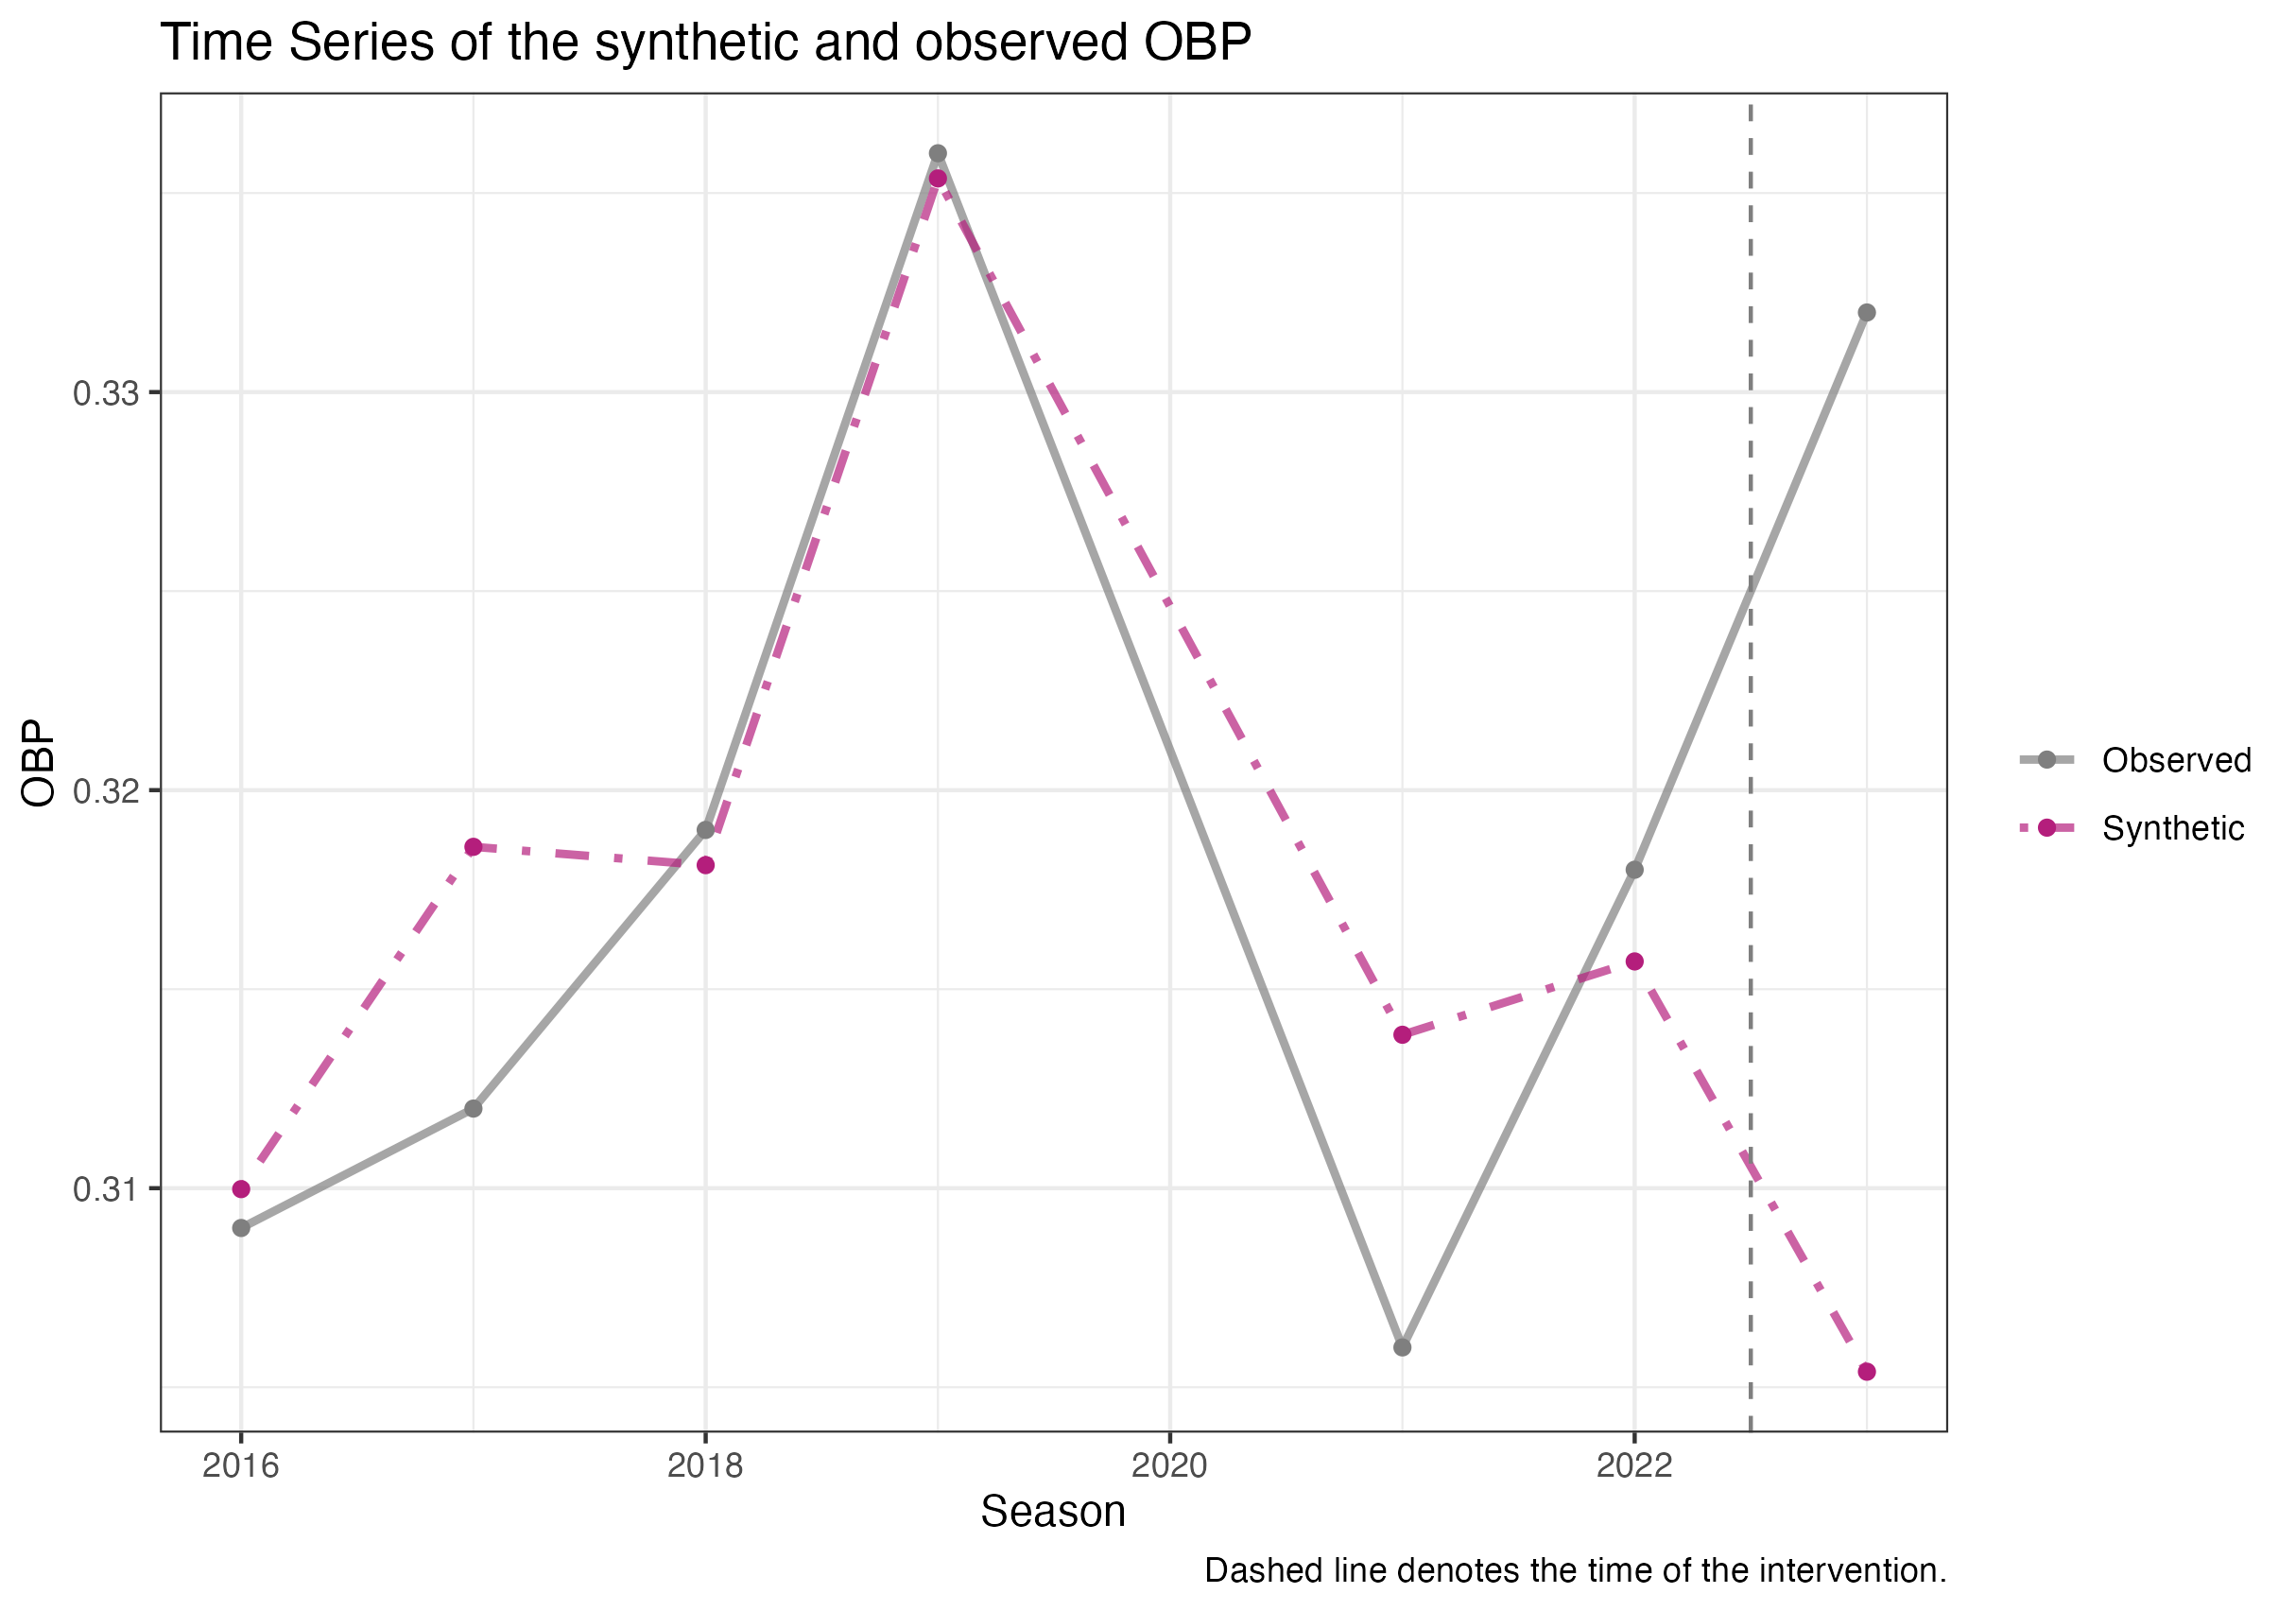 Time Series of the synthetic and observed OBP
OBP
0.33
0.32
0.31
2016
2018
2020
2022
Season
Observed
Synthetic
Dashed line denotes the time of the intervention.